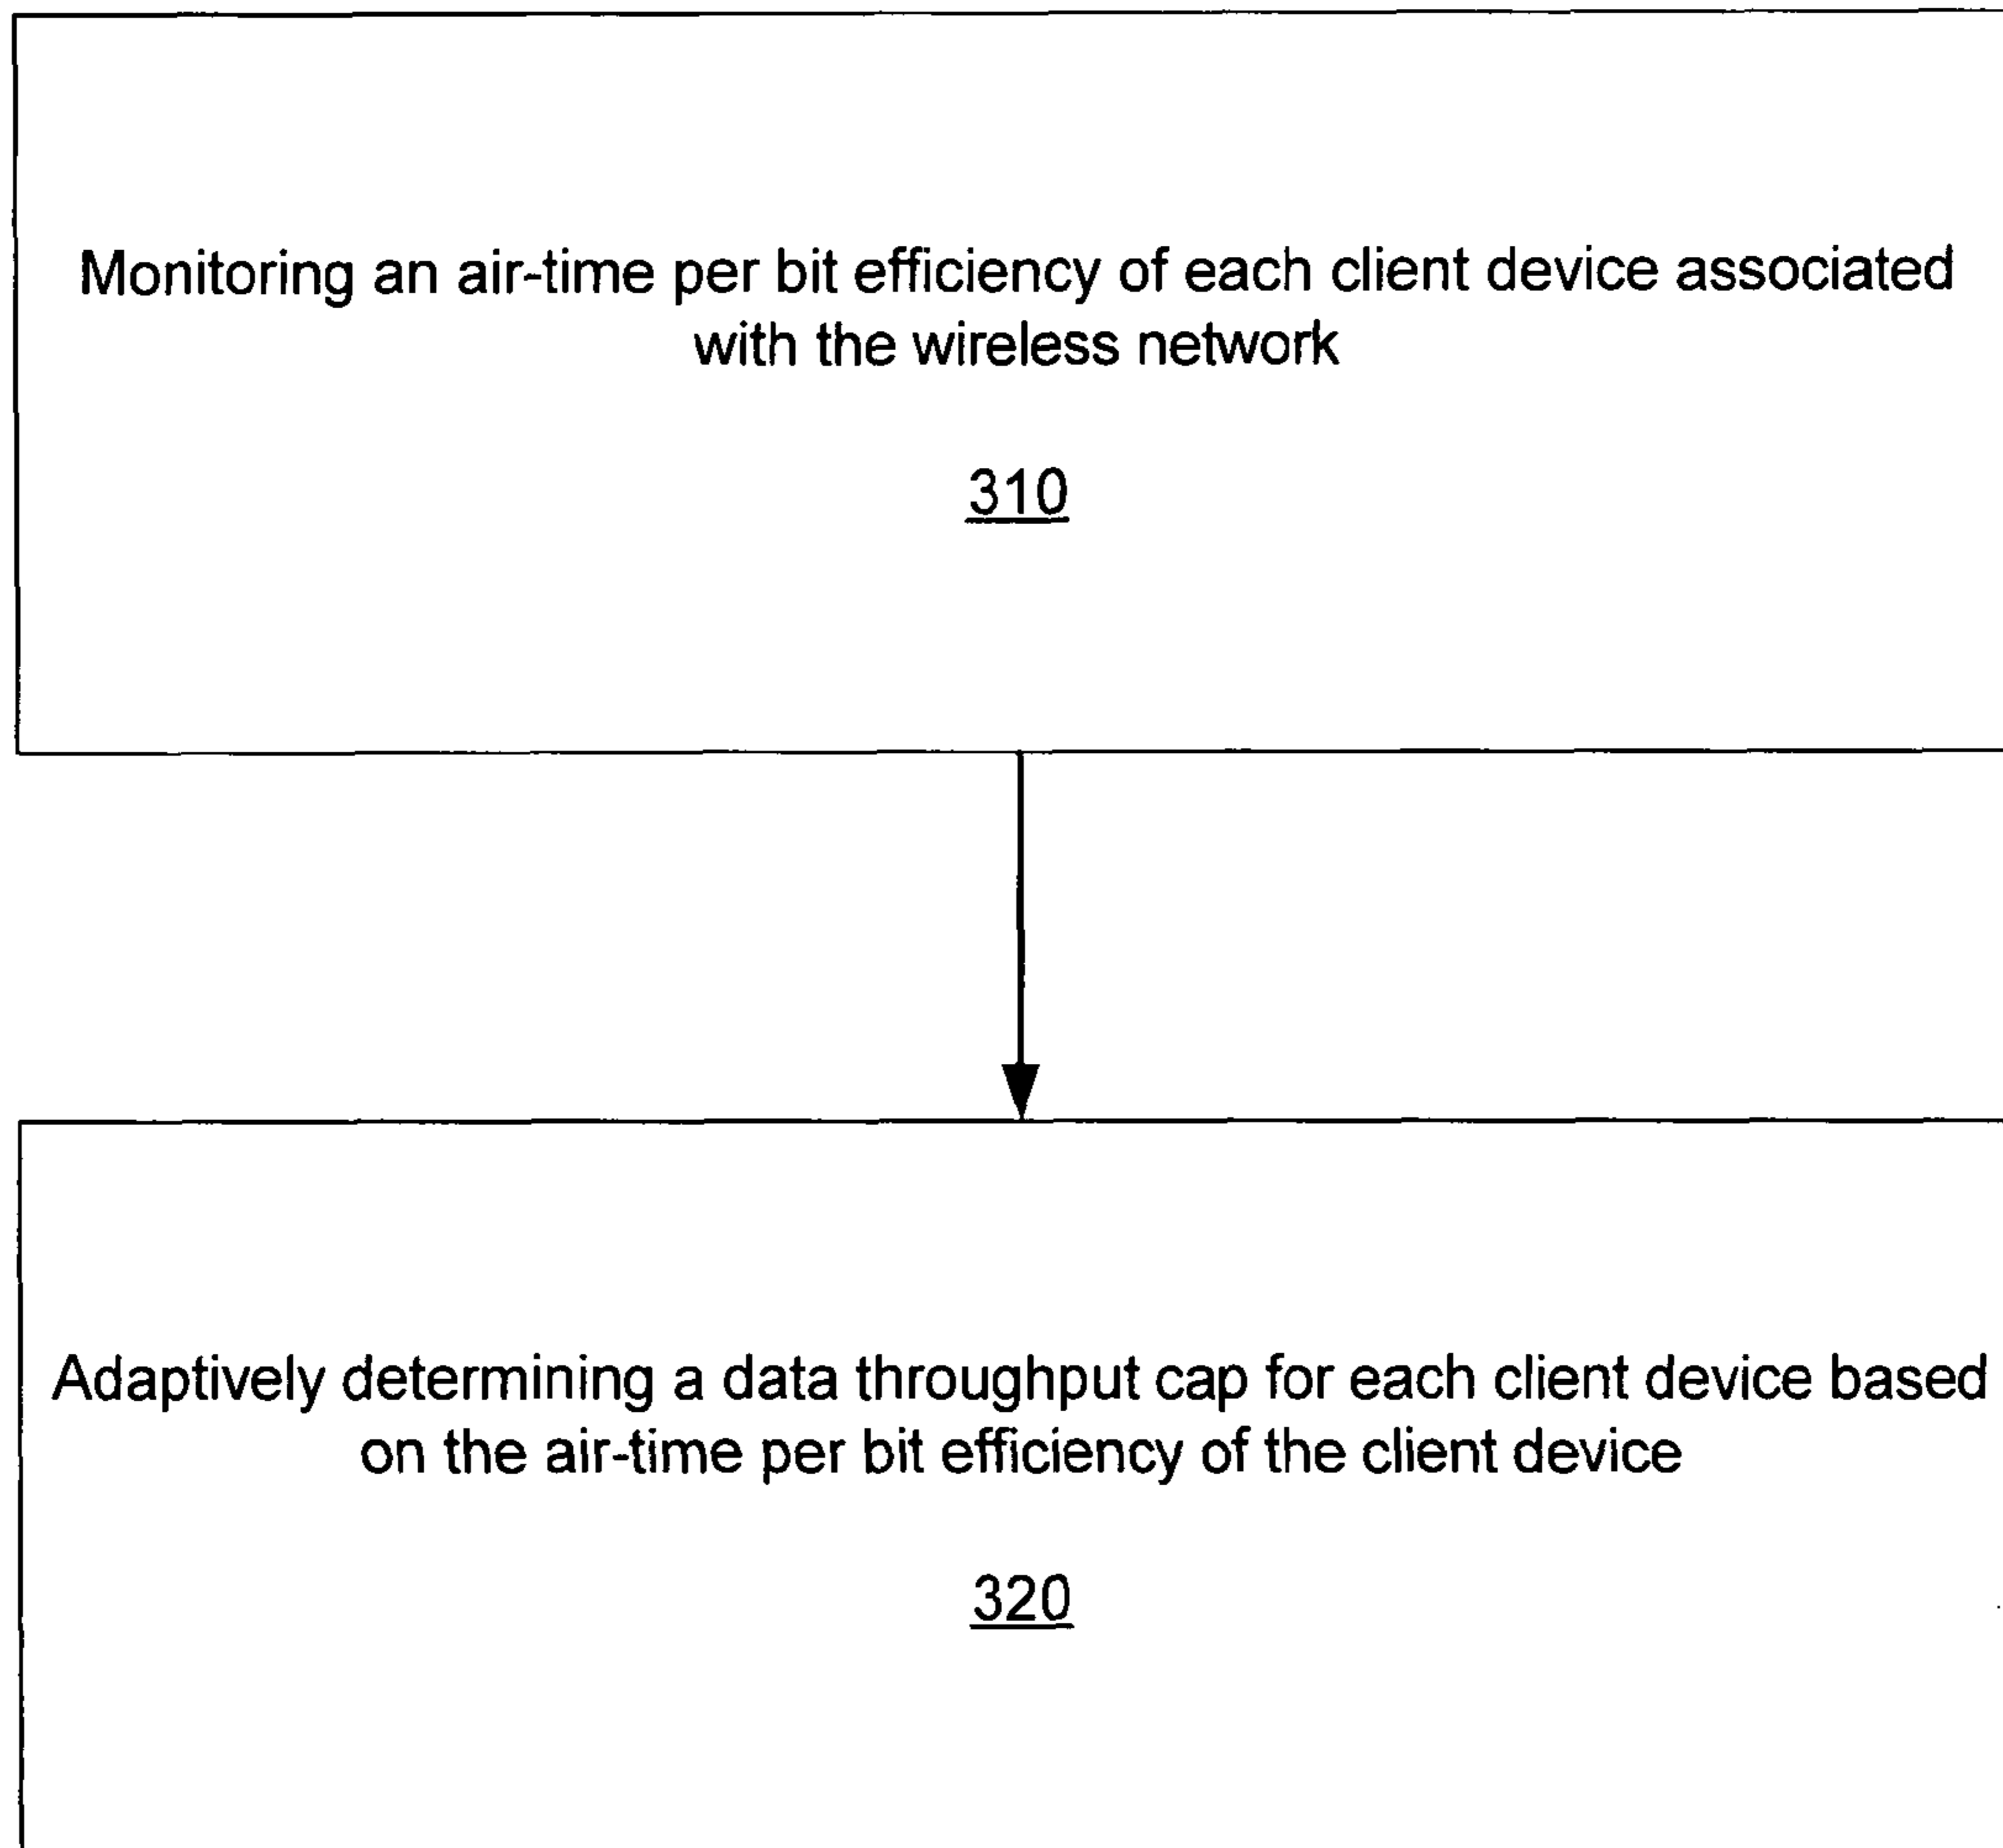 Monitoring an air-time per bit efficiency of each client device associated
with the wireless network
310
Adaptively determining a data throughput cap for each client device based
on the air-time per bit efficiency of the client device
320